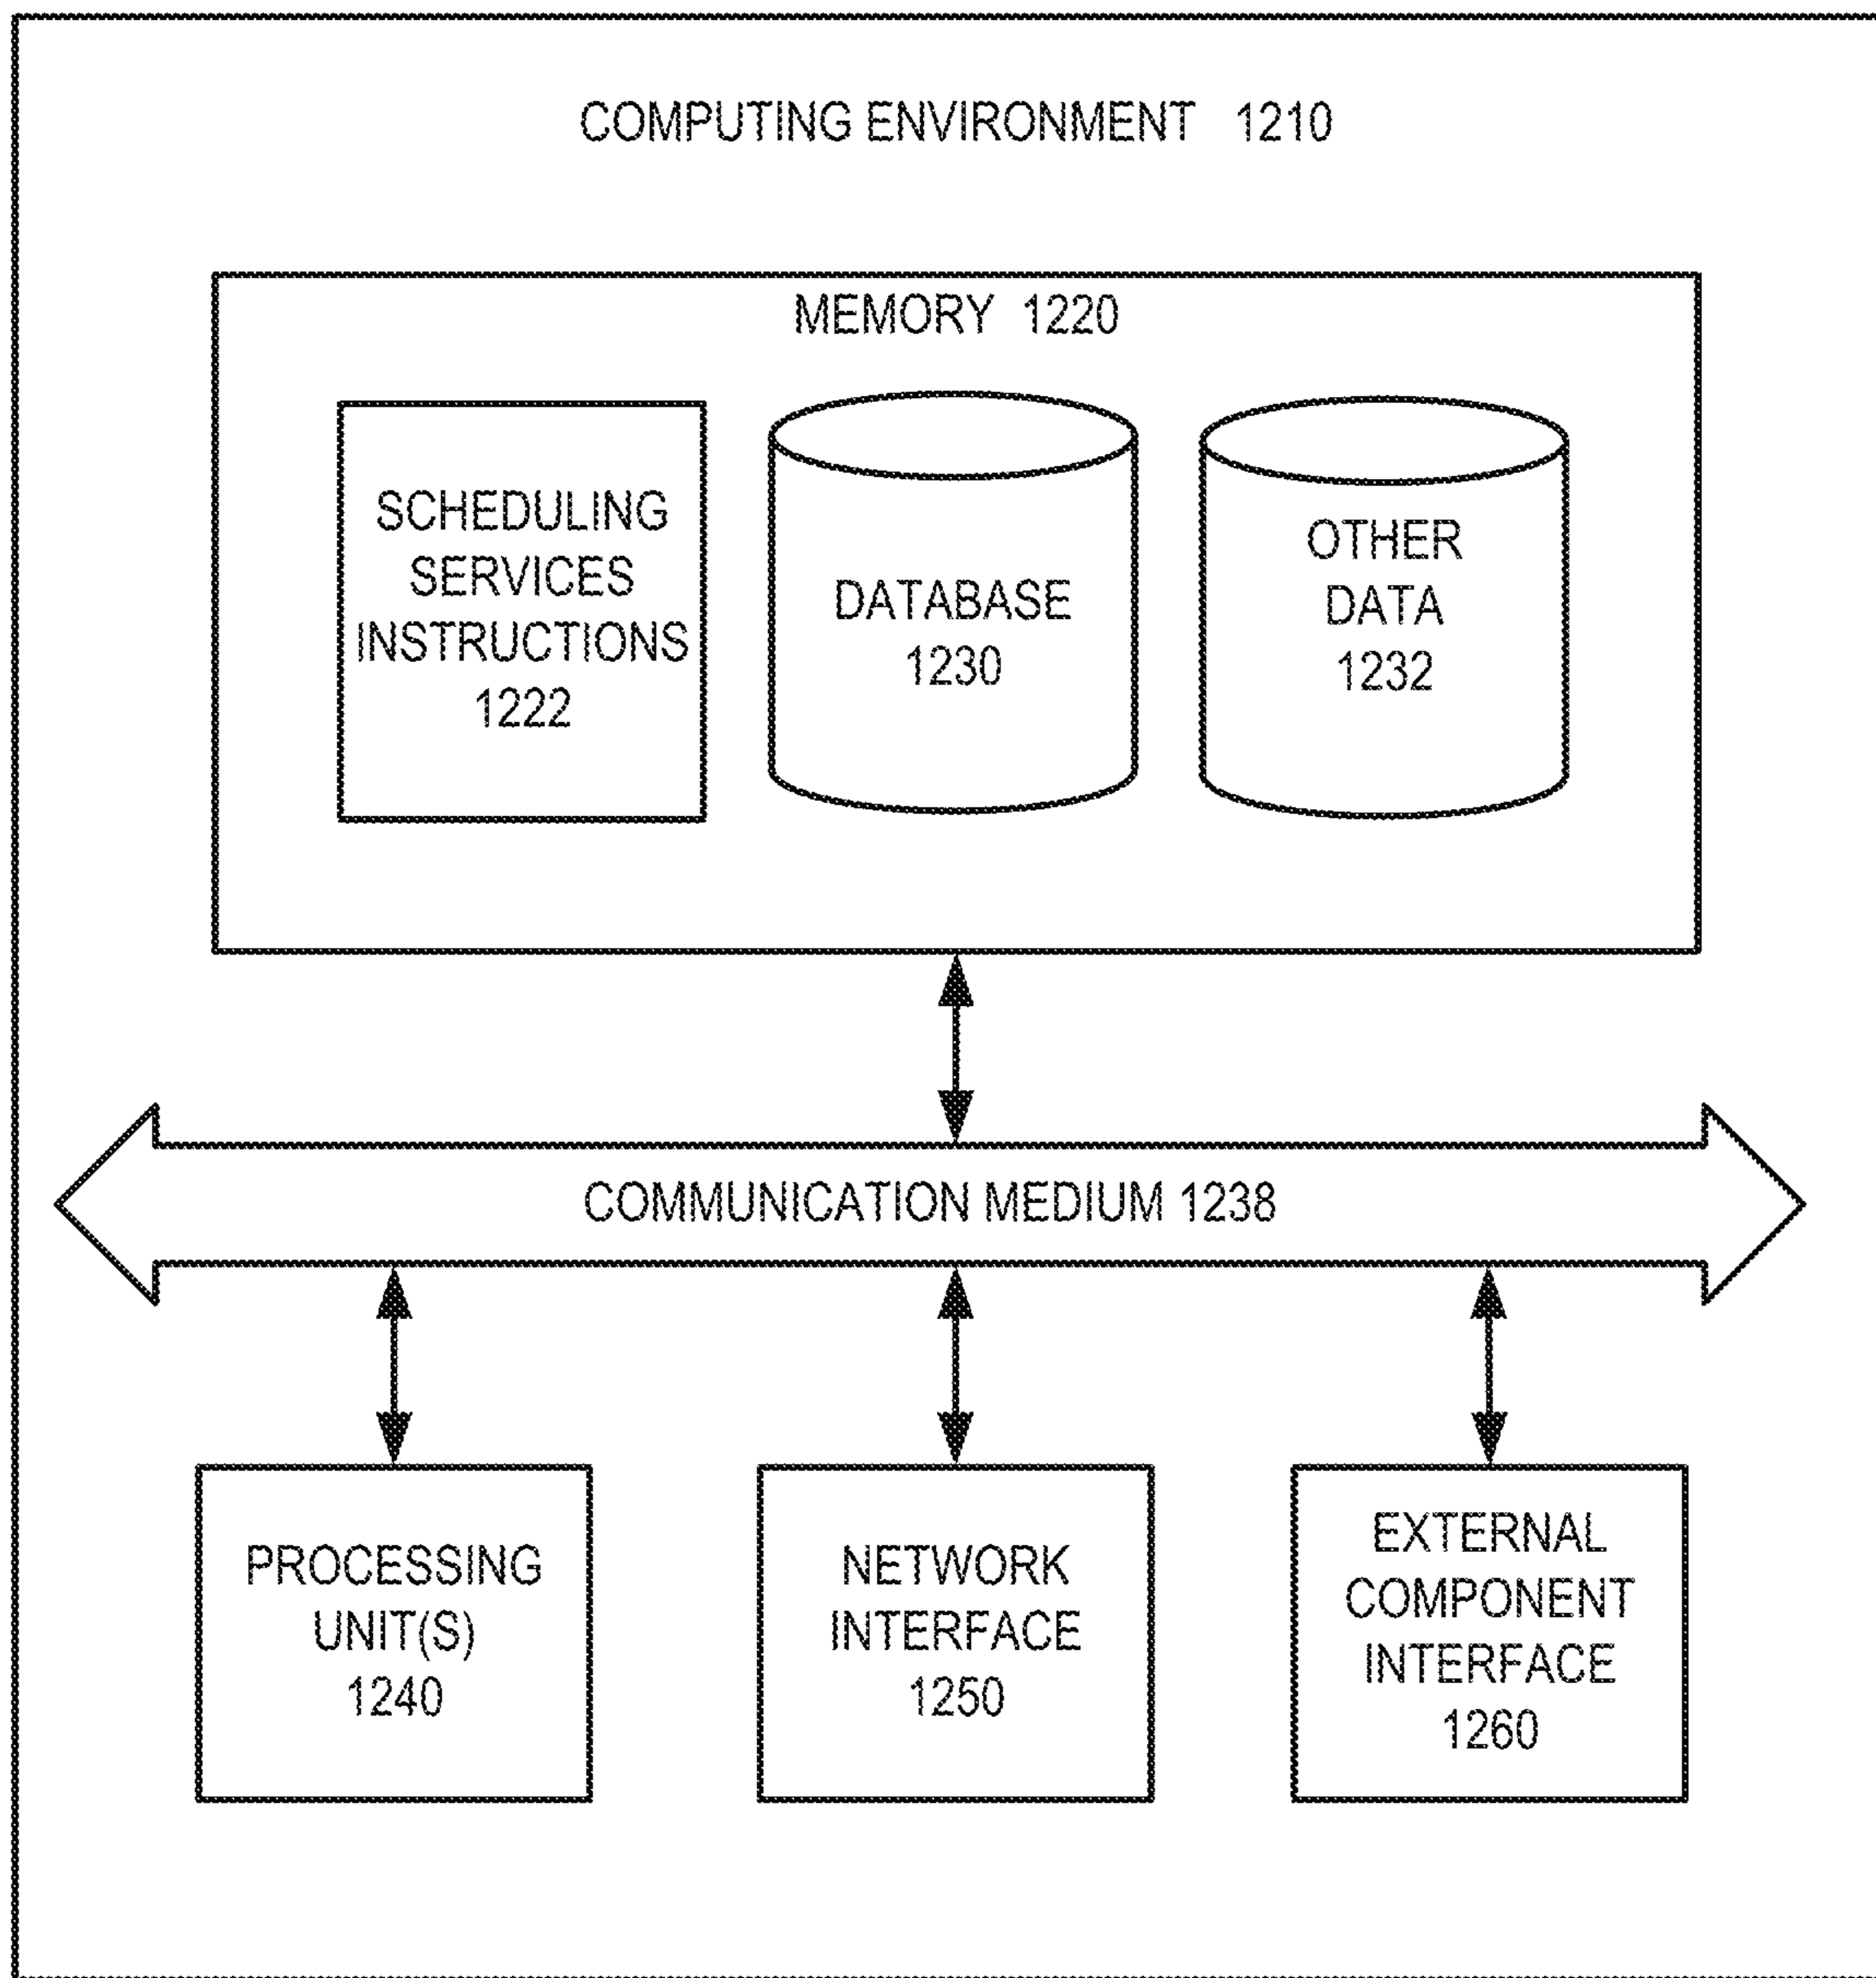 COMPUTING ENVIRONMENT 1210
MEMORY 1220
SCHEDULING
SERVICES
INSTRUCTIONS
1222
DATABASE
1230
OTHER
DATA
1232
COMMUNICATION MEDIUM 1238
PROCESSING
UNIT(S)
1240
NETWORK
INTERFACE
1250
EXTERNAL
COMPONENT
INTERFACE
1260